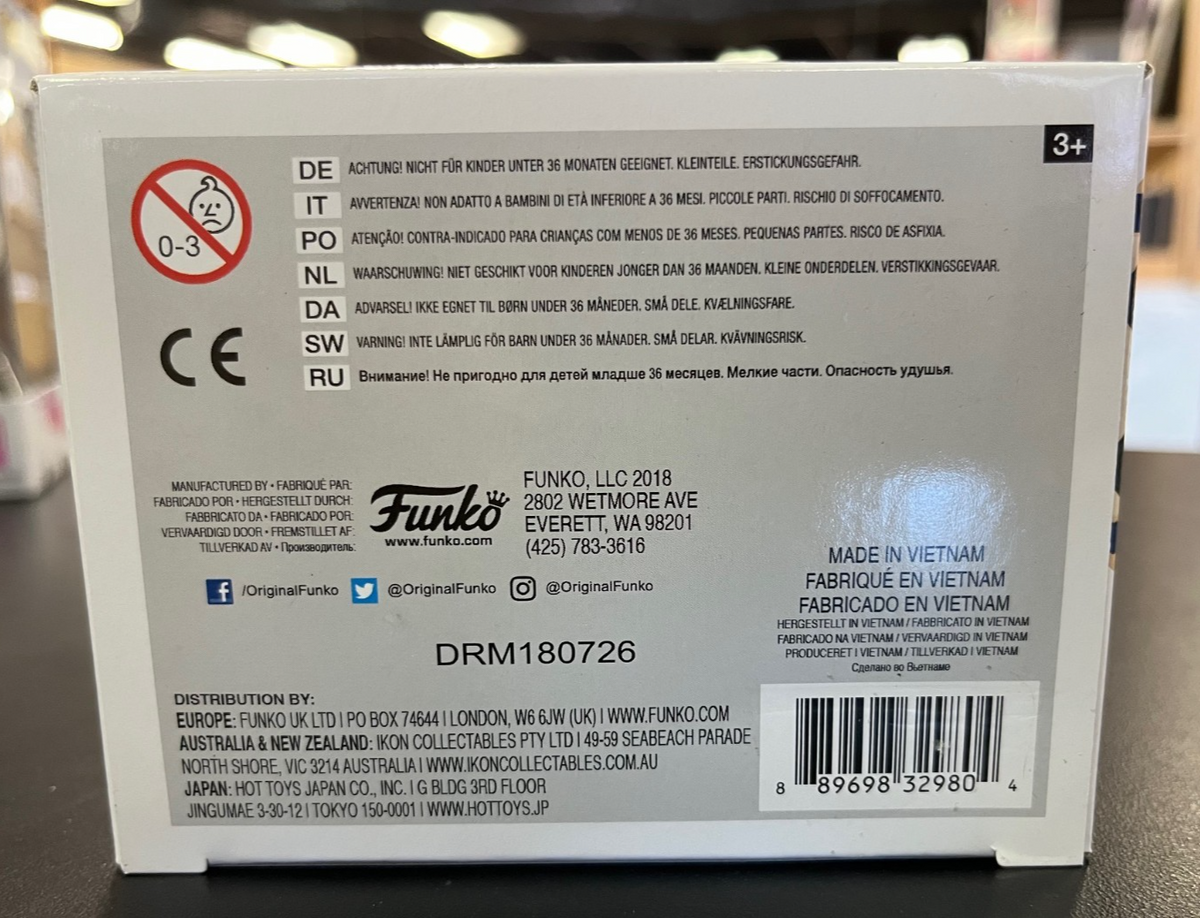 3+
0-3
DE ACHTUNG! NICHT FÜR KINDER UNTER 36 MONATEN GEEIGNET. KLEINTEILE. ERSTICKUNGSGEFAHR.
IT AVVERTENZA! NON ADATTO A BAMBINI DI ETÀ INFERIORE A 36 MESI. PICCOLE PARTI. RISCHIO DI SOFFOCAMENTO.
PO ATENÇÃO! CONTRA-INDICADO PARA CRIANÇAS COM MENOS DE 36 MESES. PEQUENAS PARTES. RISCO DE ASFIXIA.
NL WAARSCHUWING! NIET GESCHIKT VOOR KINDEREN JONGER DAN 36 MAANDEN. KLEINE ONDERDELEN. VERSTIKKINGSGEVAAR.
DA ADVARSEL! IKKE EGNET TIL BØRN UNDER 36 MÅNEDER. SMÅ DELE. KVÆLNINGSFARE.
SW VARNING! INTE LÄMPLIG FÖR BARN UNDER 36 MÅNADER. SMÅ DELAR. KVÄVNINGSRISK.
RU Внимание! Не пригодно для детей младше 36 месяцев. Мелкие части. Опасность удушья.
CE
MANUFACTURED BY • FABRIQUÉ PAR:
FABRICADO POR • HERGESTELLT DURCH:
FABBRICATO DA • FABRICADO POR:
VERVAARDIGD DOOR • FREMSTILLET AF:
TILLVERKAD AV • Производитель:
Funko
www.funko.com
FUNKO, LLC 2018
2802 WETMORE AVE
EVERETT, WA 98201
(425) 783-3616
/OriginalFunko @OriginalFunko @OriginalFunko
DRM180726
MADE IN VIETNAM
FABRIQUÉ EN VIETNAM
FABRICADO EN VIETNAM
HERGESTELLT IN VIETNAM / FABBRICATO IN VIETNAM
FABRICADO NA VIETNAM / VERVAARDIGD IN VIETNAM
PRODUCERET I VIETNAM / TILLVERKAD I VIETNAM
Сделано во Вьетнаме
DISTRIBUTION BY:
EUROPE: FUNKO UK LTD | PO BOX 74644 | LONDON, W6 6JW (UK) | WWW.FUNKO.COM
AUSTRALIA & NEW ZEALAND: IKON COLLECTABLES PTY LTD | 49-59 SEABEACH PARADE
NORTH SHORE, VIC 3214 AUSTRALIA | WWW.IKONCOLLECTABLES.COM.AU
JAPAN: HOT TOYS JAPAN CO., INC. | G BLDG 3RD FLOOR
JINGUMAE 3-30-12 | TOKYO 150-0001 | WWW.HOTTOYS.JP
8 89698 32980 4